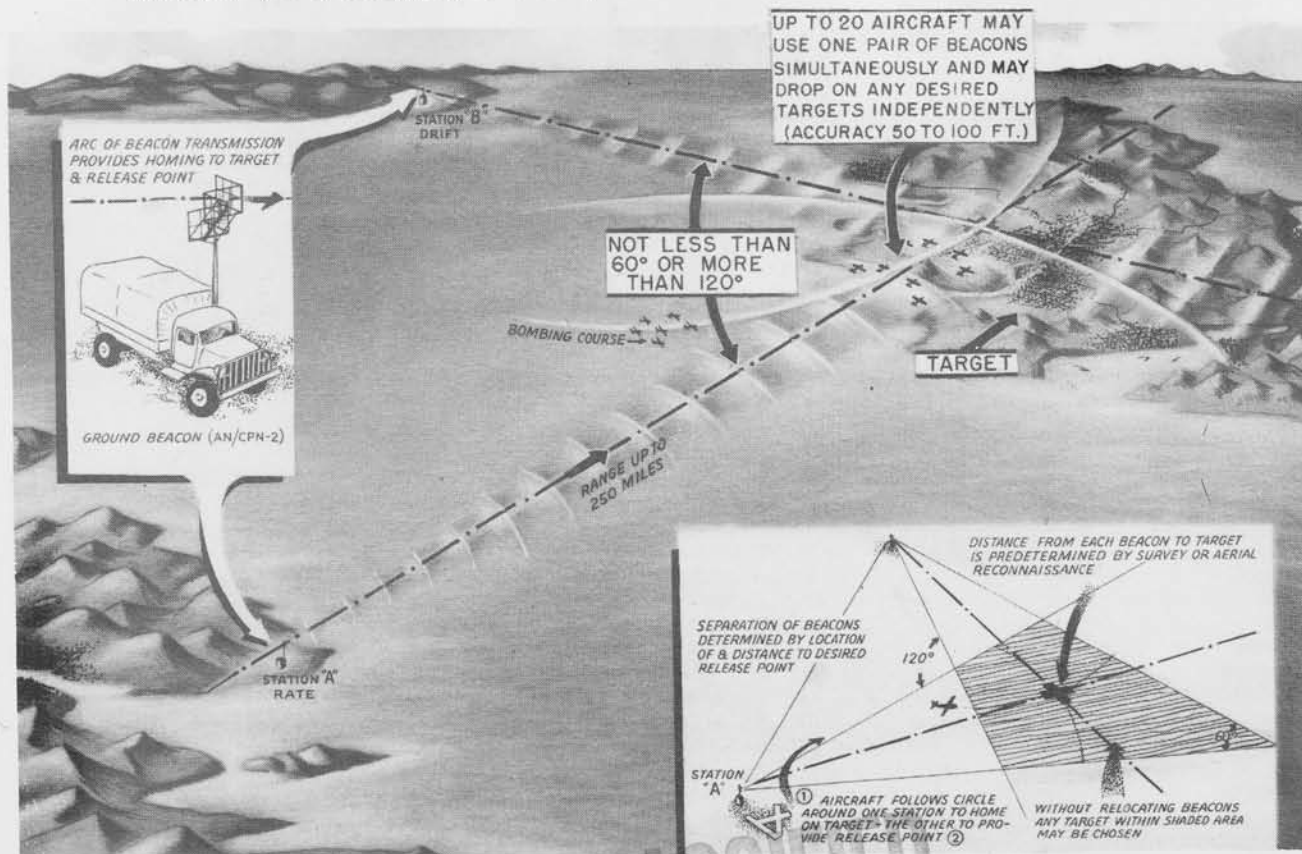 UP TO 20 AIRCRAFT MAY
USE ONE PAIR OF BEACONS
SIMULTANEOUSLY AND MAY
DROP ON ANY DESIRED
TARGETS INDEPENDENTLY
(ACCURACY 50 TO 100 FT.)
STATION "B"
DRIFT
ARC OF BEACON TRANSMISSION
PROVIDES HOMING TO TARGET
& RELEASE POINT
GROUND BEACON (AN/CPN-2)
NOT LESS THAN
60° OR MORE
THAN 120°
BOMBING COURSE
TARGET
RANGE UP TO
250 MILES
STATION "A"
RATE
DISTANCE FROM EACH BEACON TO TARGET
IS PREDETERMINED BY SURVEY OR AERIAL
RECONNAISSANCE
SEPARATION OF BEACONS
DETERMINED BY LOCATION
OF & DISTANCE TO DESIRED
RELEASE POINT
120°
60°
STATION
"A"
① AIRCRAFT FOLLOWS CIRCLE
AROUND ONE STATION TO HOME
ON TARGET - THE OTHER TO PRO-
VIDE RELEASE POINT ②
WITHOUT RELOCATING BEACONS
ANY TARGET WITHIN SHADED AREA
MAY BE CHOSEN